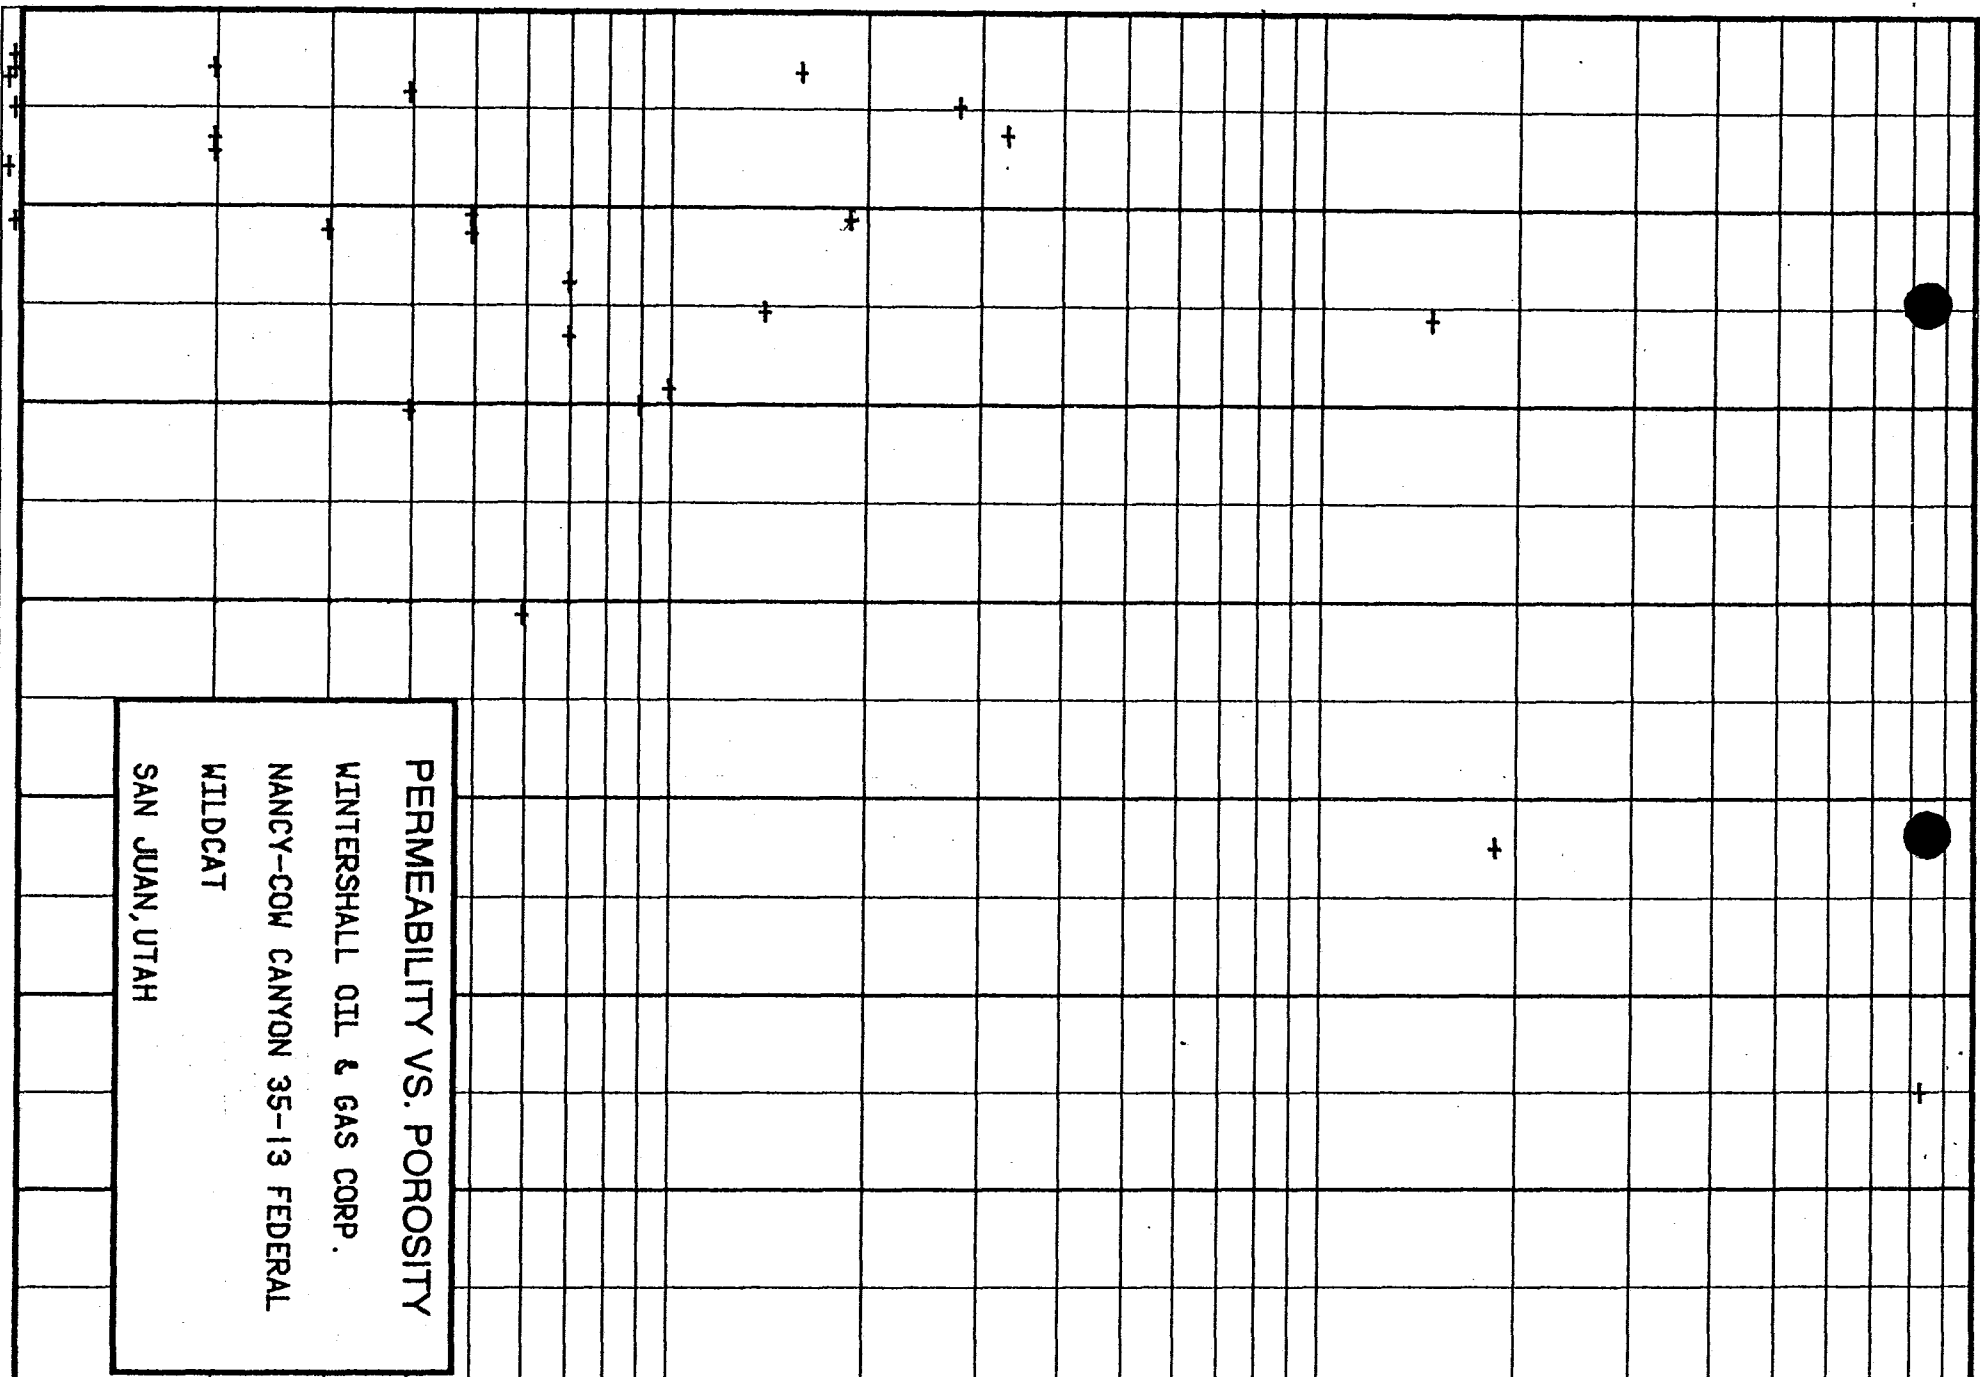 PERMEABILITY VS. POROSITY
WINTERSHALL OIL & GAS CORP.
NANCY-COW CANYON 35-13 FEDERAL
WILDCAT
SAN JUAN, UTAH